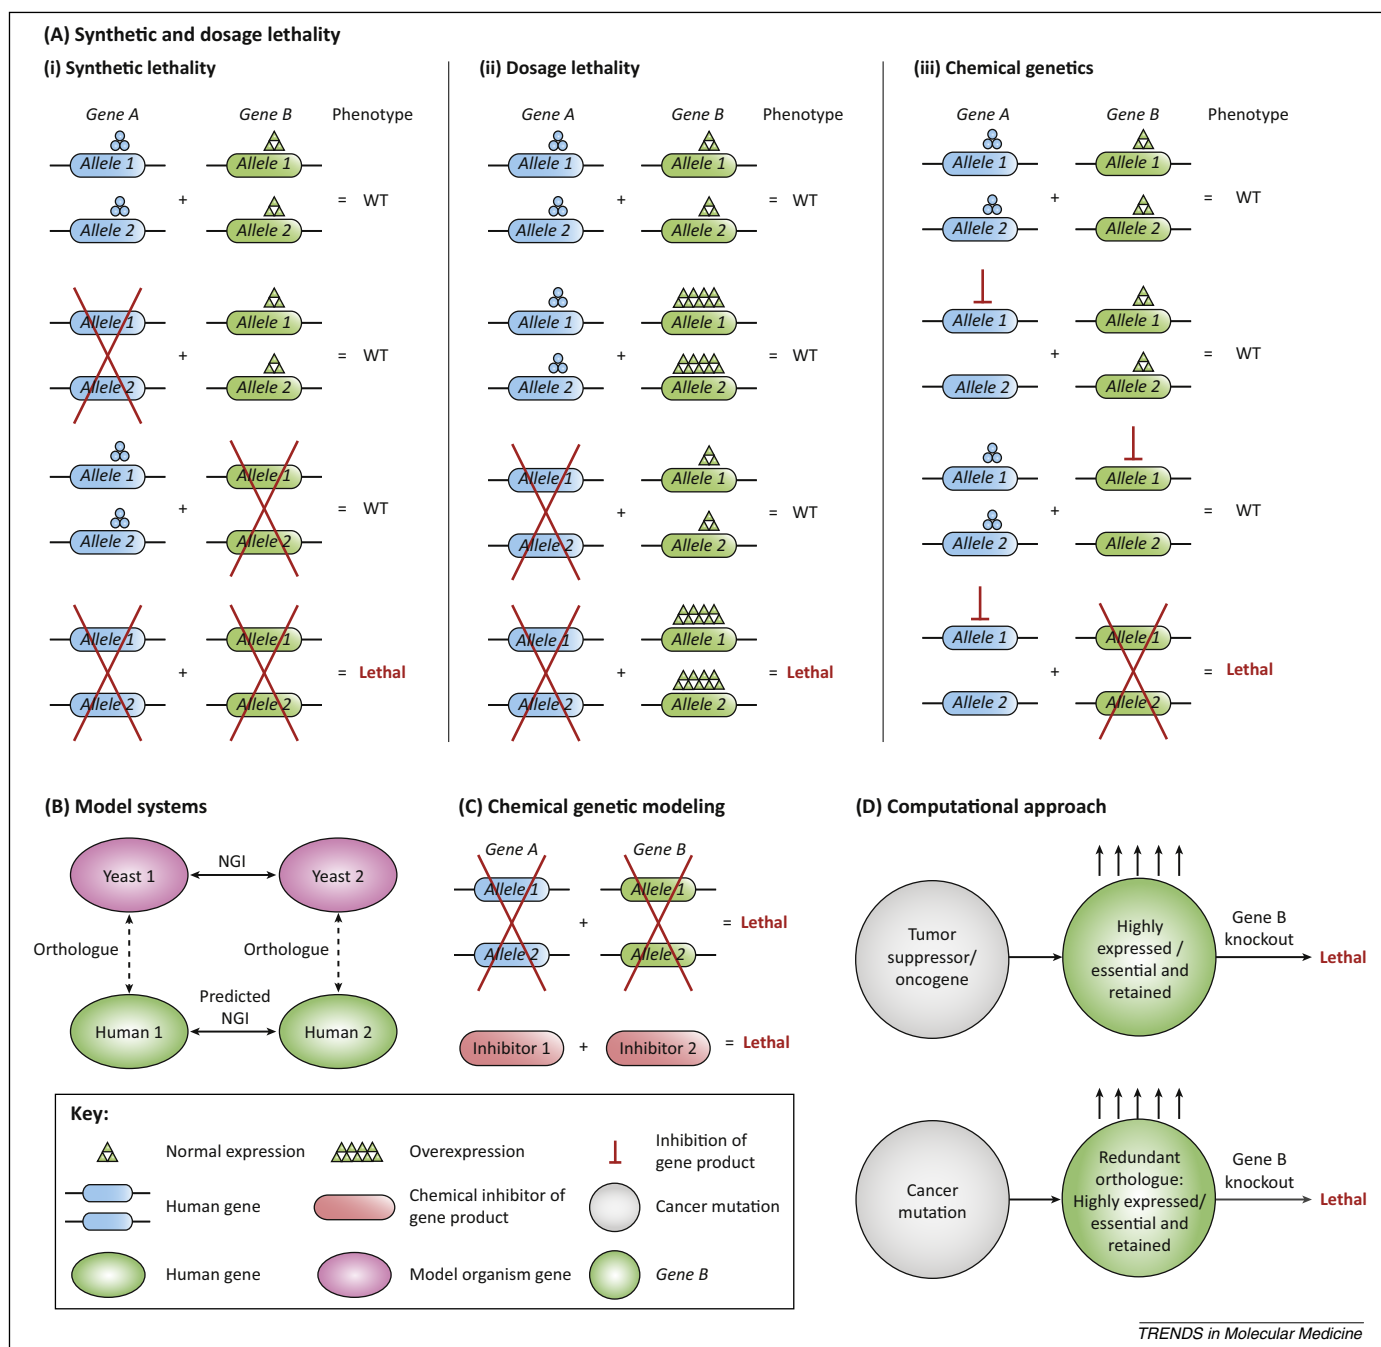 (A) Synthetic and dosage lethality
(i) Synthetic lethality
Gene A Gene B Phenotype
Allele 1 Allele 1
+ = WT
Allele 2 Allele 2
Allele 1 Allele 1
+ = WT
Allele 2 Allele 2
Allele 1 Allele 1
+ = WT
Allele 2 Allele 2
Allele 1 Allele 1
+ = Lethal
Allele 2 Allele 2
(ii) Dosage lethality
Gene A Gene B Phenotype
Allele 1 Allele 1
+ = WT
Allele 2 Allele 2
Allele 1 Allele 1
+ = WT
Allele 2 Allele 2
Allele 1 Allele 1
+ = WT
Allele 2 Allele 2
Allele 1 Allele 1
+ = Lethal
Allele 2 Allele 2
(iii) Chemical genetics
Gene A Gene B Phenotype
Allele 1 Allele 1
+ = WT
Allele 2 Allele 2
Allele 1 Allele 1
+ = WT
Allele 2 Allele 2
Allele 1 Allele 1
+ = WT
Allele 2 Allele 2
Allele 1 Allele 1
+ = Lethal
Allele 2 Allele 2
(B) Model systems
Yeast 1 NGI Yeast 2
Orthologue Orthologue
Predicted
NGI
Human 1 Human 2
(C) Chemical genetic modeling
Gene A Gene B
Allele 1 Allele 1
+ = Lethal
Allele 2 Allele 2
Inhibitor 1 + Inhibitor 2 = Lethal
(D) Computational approach
Tumor
suppressor/
oncogene
Highly
expressed /
essential and
retained
Gene B
knockout
Lethal
Cancer
mutation
Redundant
orthologue:
Highly expressed/
essential and
retained
Gene B
knockout
Lethal
Key:
Normal expression
Overexpression
Inhibition of
gene product
Human gene
Chemical inhibitor of
gene product
Cancer mutation
Human gene
Model organism gene
Gene B
TRENDS in Molecular Medicine